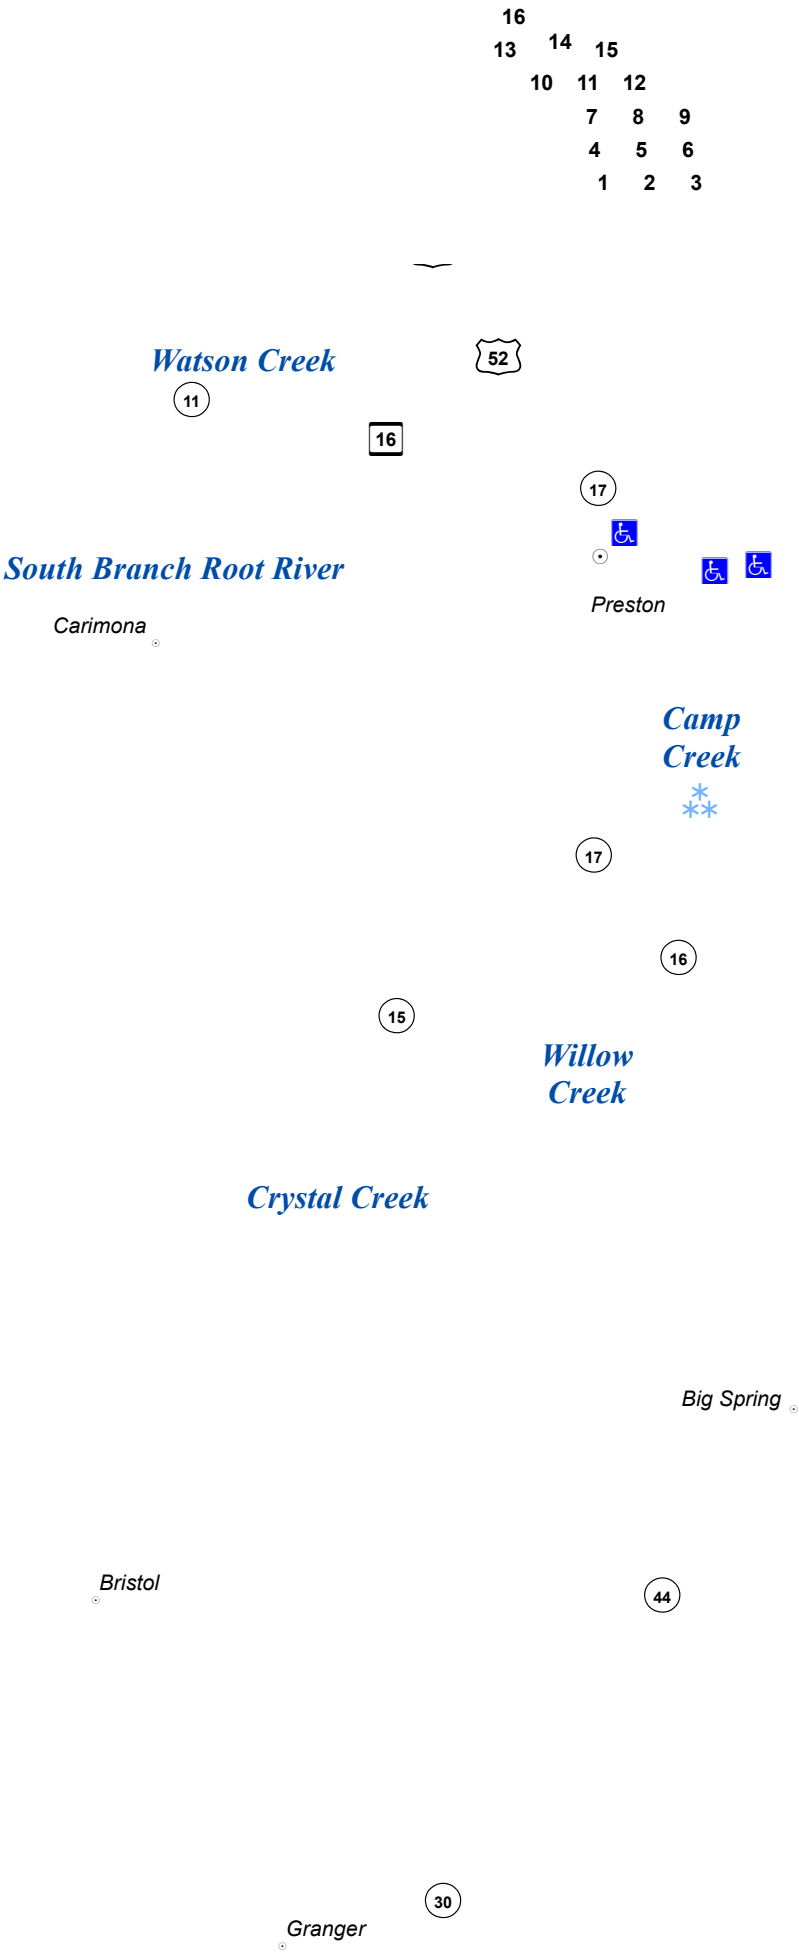 16
13 14 15
10 11 12
7 8 9
4 5 6
1 2 3
52
Watson Creek
11
16
17
South Branch Root River
Preston
Carimona
Camp
Creek
17
16
15
Willow
Creek
Crystal Creek
Big Spring
Bristol
44
30
Granger